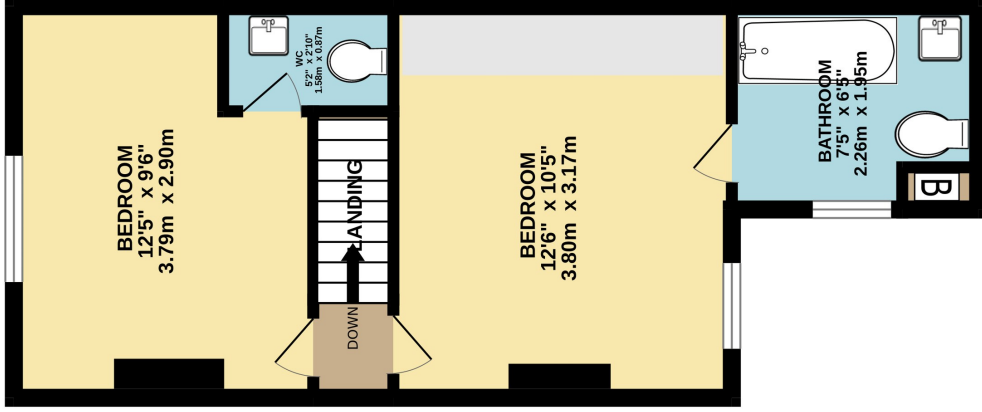 BEDROOM
12'5" x 9'6"
3.79m x 2.90m
WC
5'2" x 2'10"
1.58m x 0.87m
LANDING
DOWN
BEDROOM
12'6" x 10'5"
3.80m x 3.17m
BATHROOM
7'5" x 6'5"
2.26m x 1.95m
B